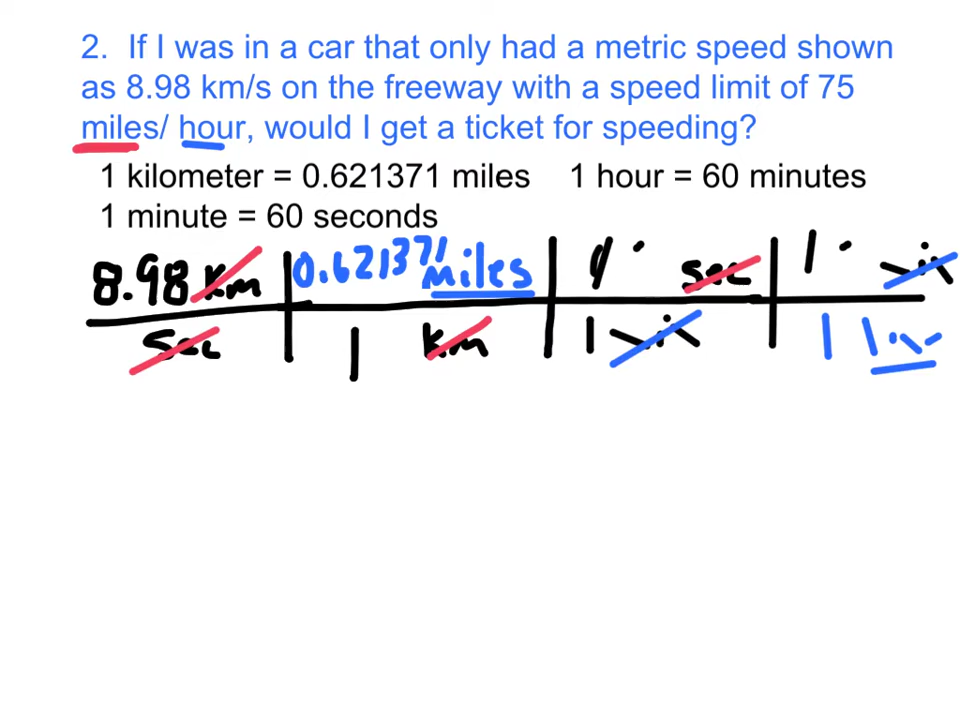 2. If I was in a car that only had a metric speed shown
as 8.98 km/s on the freeway with a speed limit of 75
miles/ hour, would I get a ticket for speeding?
1 kilometer = 0.621371 miles 1 hour = 60 minutes
1 minute = 60 seconds
8.98 km 0.621371 miles sec
sec 1 km 1 1